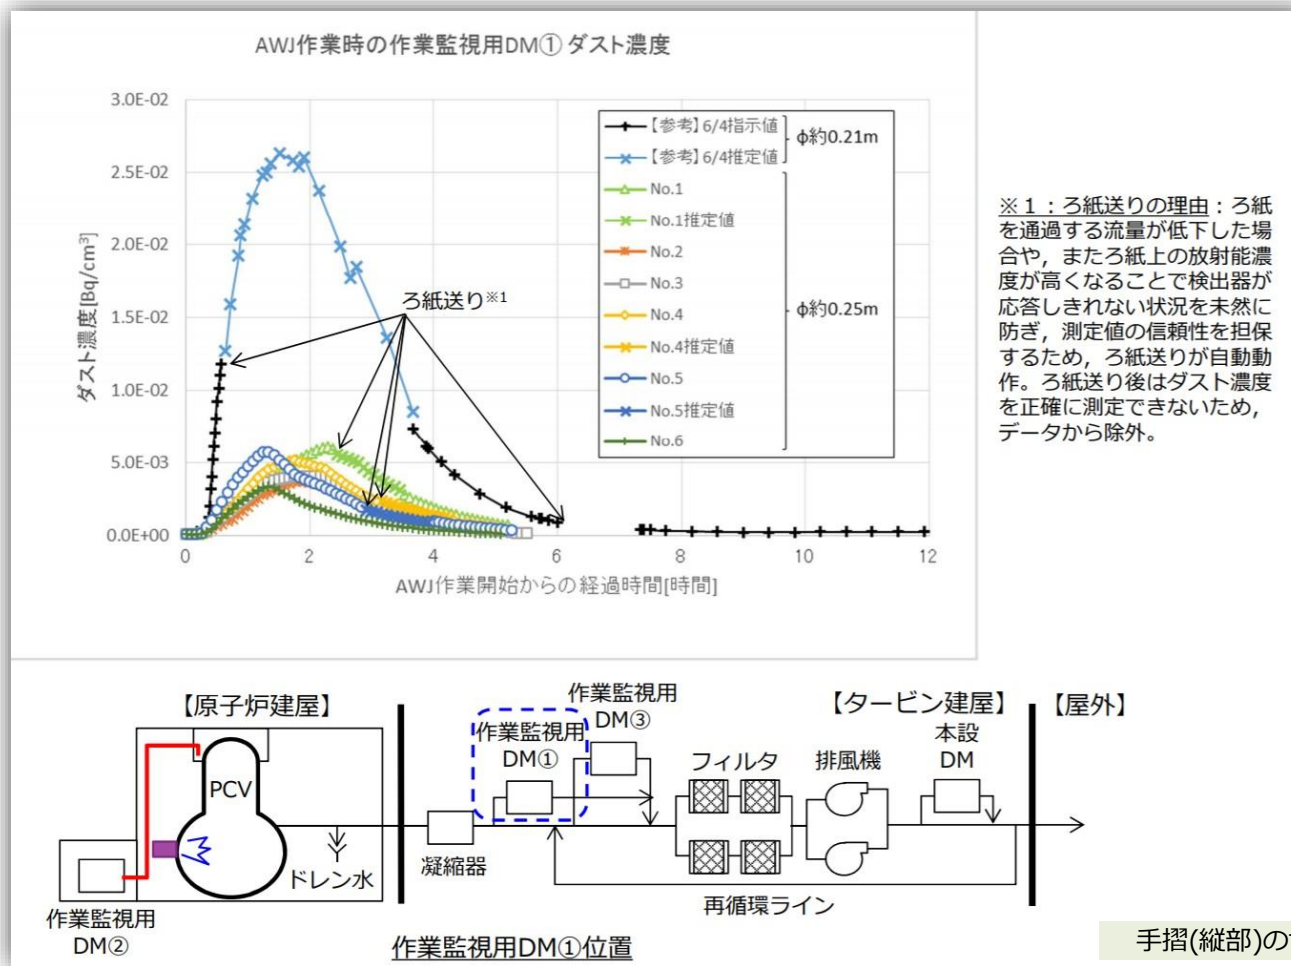 AWJ作業時の作業監視用DM① ダスト濃度
3.0E-02
2.5E-02
2.0E-02
1.5E-02
1.0E-02
5.0E-03
0.0E+00
ダスト濃度[Bq/cm³]
0 2 4 6 8 10 12
AWJ作業開始からの経過時間[時間]
【参考】6/4指示値
【参考】6/4推定値
φ約0.21m
No.1
No.1推定値
No.2
No.3
No.4
No.4推定値
No.5
No.5推定値
No.6
φ約0.25m
ろ紙送り※1
※１：ろ紙送りの理由：ろ紙
を通過する流量が低下した場
合や，またろ紙上の放射能濃
度が高くなることで検出器が
応答しきれない状況を未然に
防ぎ，測定値の信頼性を担保
するため，ろ紙送りが自動動
作。ろ紙送り後はダスト濃度
を正確に測定できないため，
データから除外。
【原子炉建屋】
PCV
ドレン水
作業監視用
DM②
凝縮器
作業監視用
DM①
作業監視用
DM③
フィルタ
排風機
【タービン建屋】
本設
DM
【屋外】
再循環ライン
作業監視用DM①位置
手摺(縦部)の